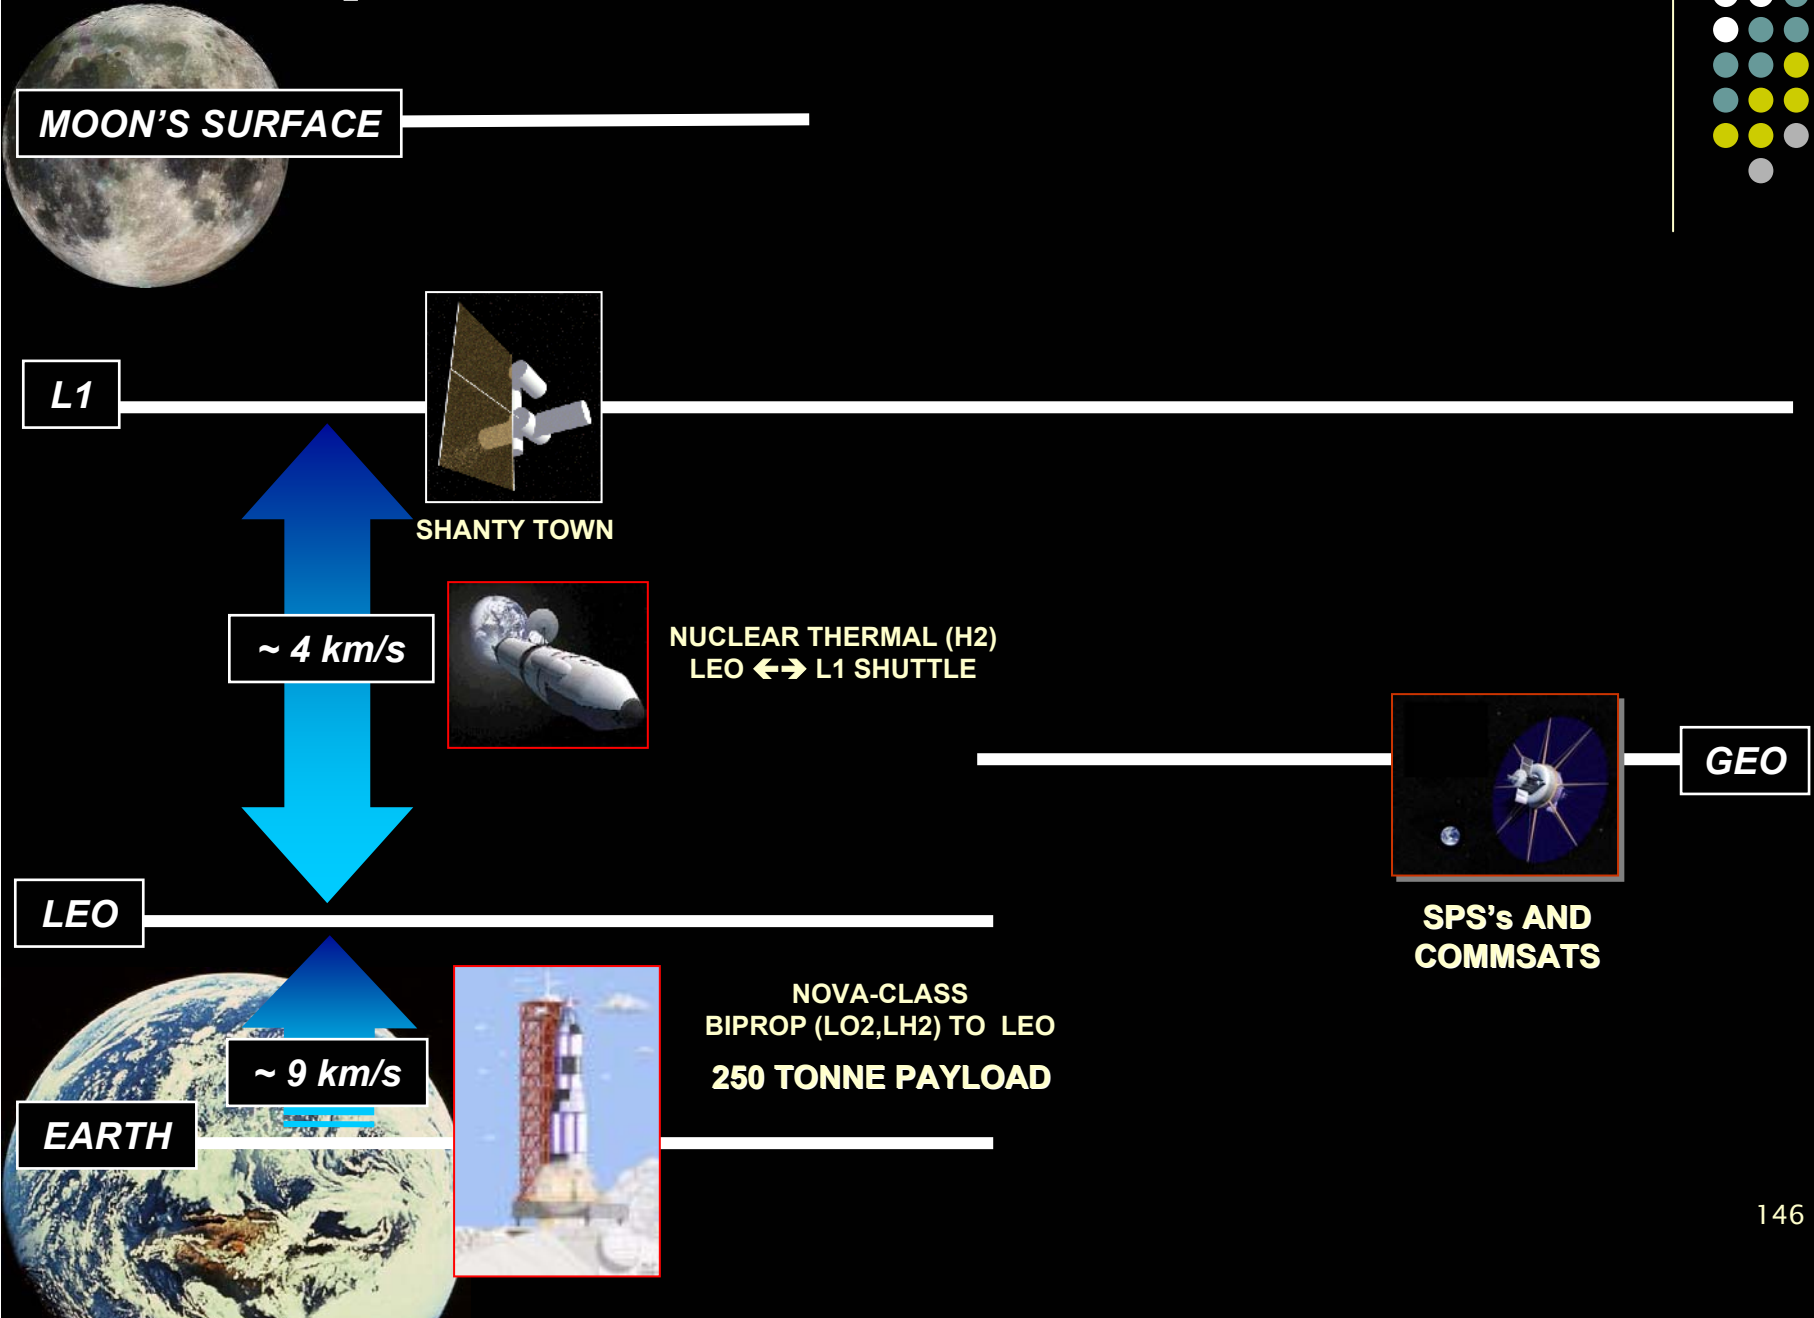 MOON'S SURFACE
L1
SHANTY TOWN
~ 4 km/s
NUCLEAR THERMAL (H2)
LEO ←→ L1 SHUTTLE
GEO
LEO
SPS's AND
COMMSATS
NOVA-CLASS
BIPROP (LO2,LH2) TO LEO
~ 9 km/s
250 TONNE PAYLOAD
EARTH
146